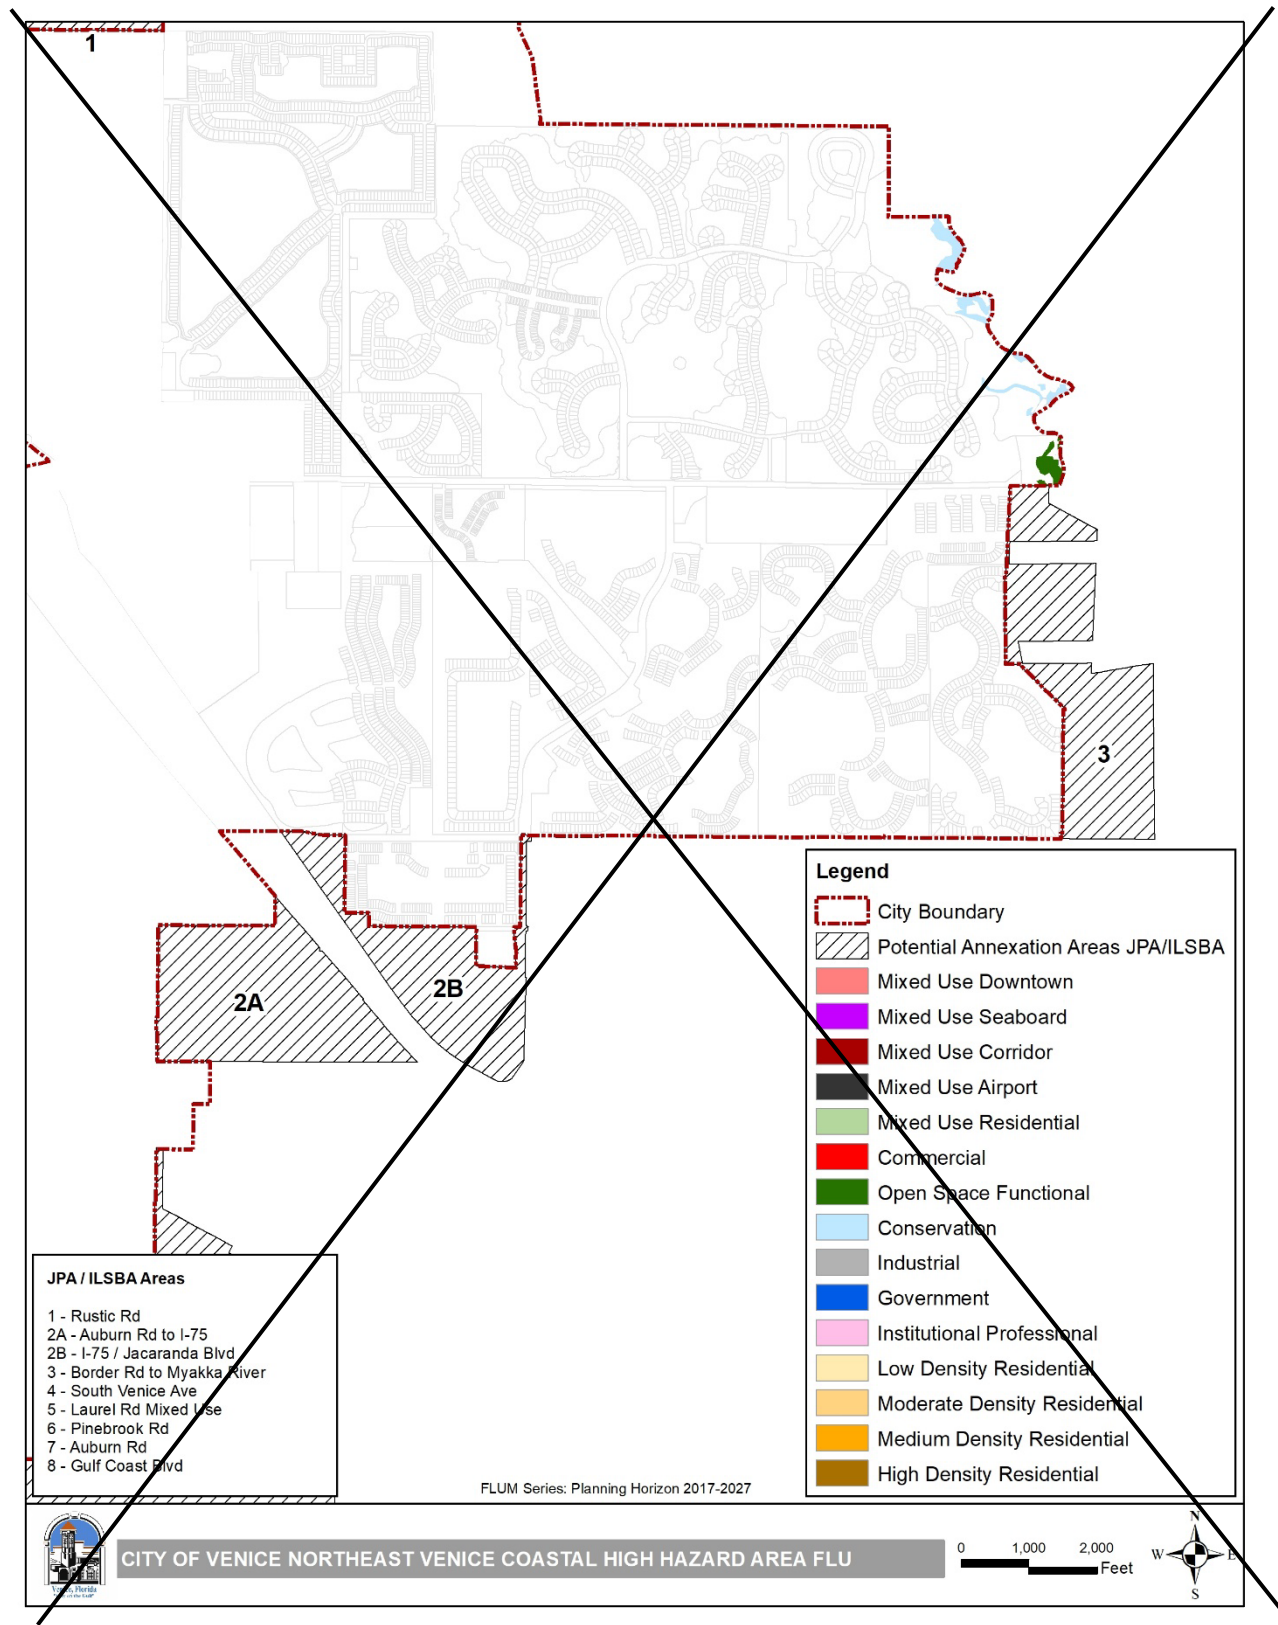 1
3
2A
2B
Legend
City Boundary
Potential Annexation Areas JPA/ILSBA
Mixed Use Downtown
Mixed Use Seaboard
Mixed Use Corridor
Mixed Use Airport
Mixed Use Residential
Commercial
Open Space Functional
Conservation
Industrial
Government
Institutional Professional
Low Density Residential
Moderate Density Residential
Medium Density Residential
High Density Residential
JPA / ILSBA Areas
1 - Rustic Rd
2A - Auburn Rd to I-75
2B - I-75 / Jacaranda Blvd
3 - Border Rd to Myakka River
4 - South Venice Ave
5 - Laurel Rd Mixed Use
6 - Pinebrook Rd
7 - Auburn Rd
8 - Gulf Coast Blvd
FLUM Series: Planning Horizon 2017-2027
Venice, Florida
CITY OF VENICE NORTHEAST VENICE COASTAL HIGH HAZARD AREA FLU
0 1,000 2,000
Feet
N
W E
S